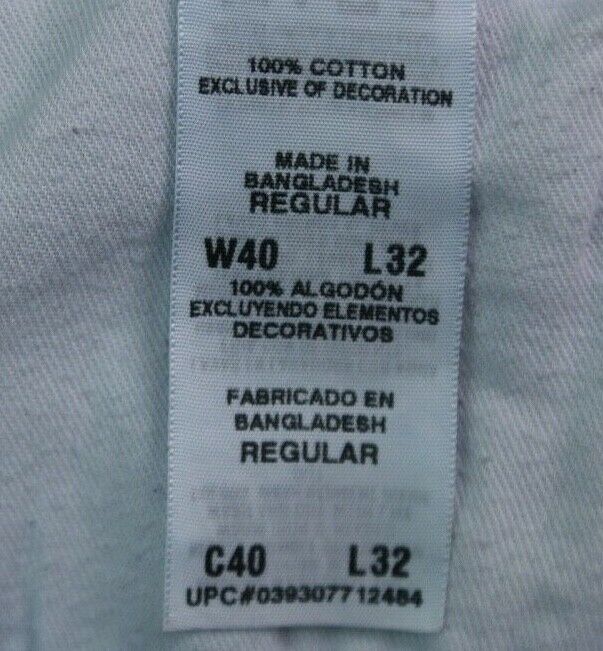 100% COTTON
EXCLUSIVE OF DECORATION
MADE IN
BANGLADESH
REGULAR
W40 L32
100% ALGODÓN
EXCLUYENDO ELEMENTOS
DECORATIVOS
FABRICADO EN
BANGLADESH
REGULAR
C40 L32
UPC#039307712484